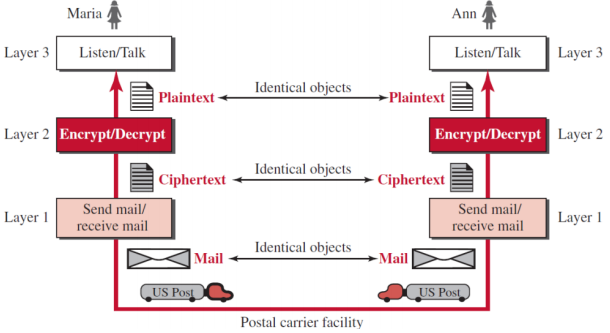 Maria
Ann
Layer 3
Listen/Talk
Listen/Talk
Layer 3
Identical objects
Plaintext
Plaintext
Layer 2
Encrypt/Decrypt
Encrypt/Decrypt
Layer 2
Identical objects
Ciphertext
Ciphertext
Layer 1
Send mail/
receive mail
Send mail/
receive mail
Layer 1
Identical objects
Mail
Mail
US Post
US Post
Postal carrier facility